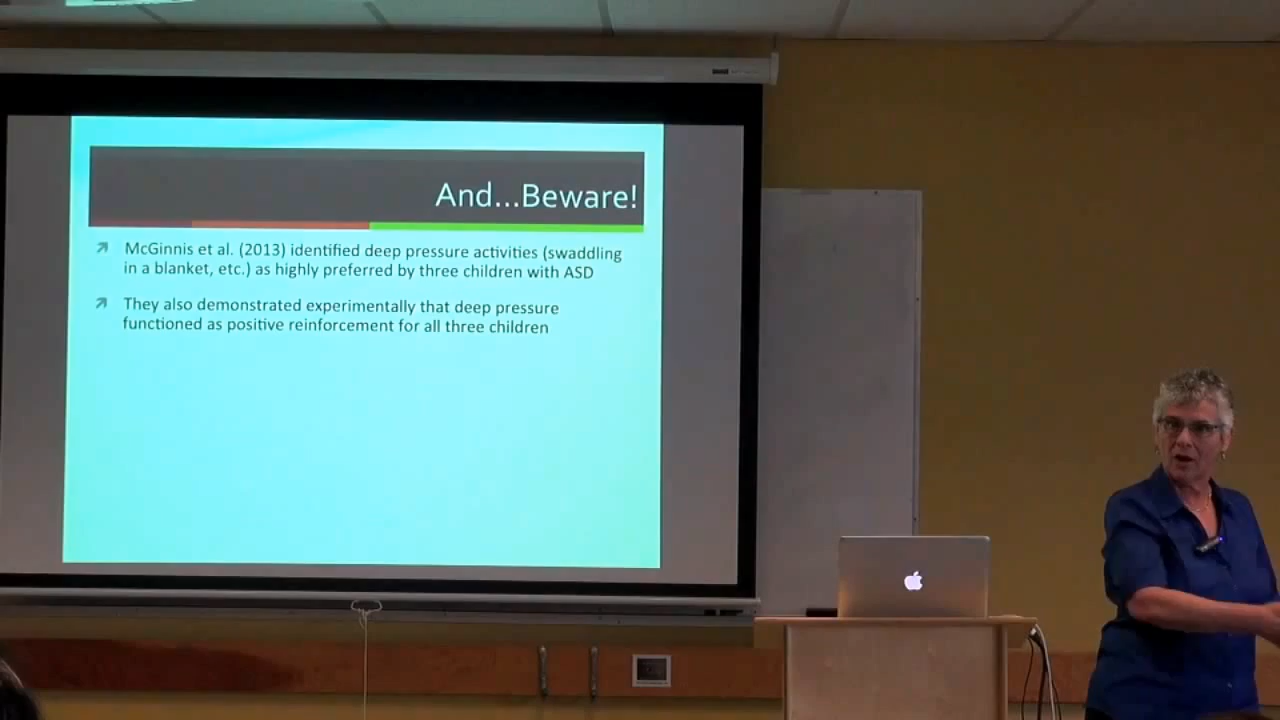 And...Beware!
McGinnis et al. (2013) identified deep pressure activities (swaddling
in a blanket, etc.) as highly preferred by three children with ASD
They also demonstrated experimentally that deep pressure
functioned as positive reinforcement for all three children